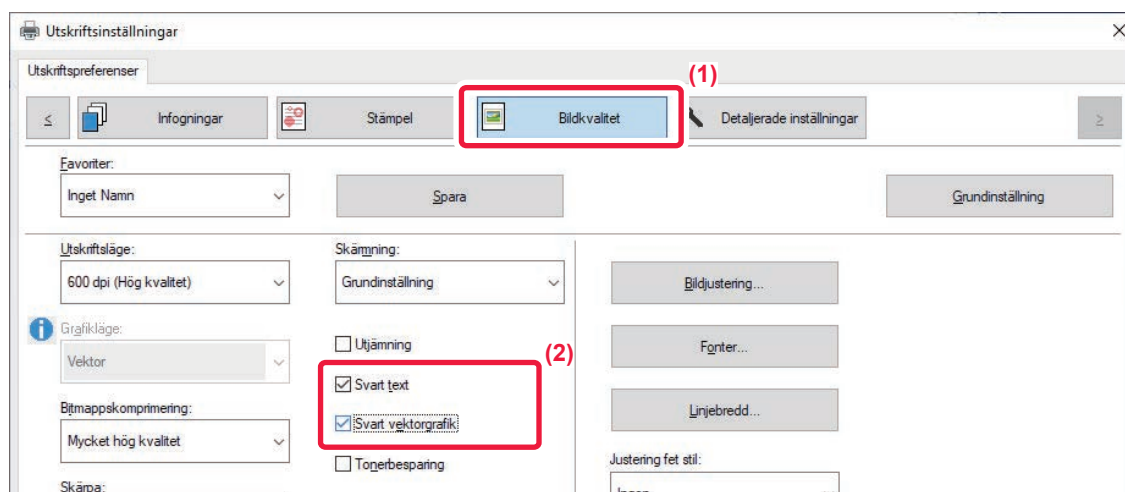 Utskriftsinställningar
Utskriftspreferenser
(1)
< Infogningar Stämpel Bildkvalitet Detaljerade inställningar >
Favoriter:
Inget Namn Spara Grundinställning
Utskriftsläge: Skärmning:
600 dpi (Hög kvalitet) Grundinställning Bildjustering...
Grafikläge:
Vektor Utjämning (2) Fonter...
Svart text
Bitmappskomprimering: Svart vektorgrafik Linjebredd...
Mycket hög kvalitet
Tonerbesparing Justering fet stil:
Skärpa: